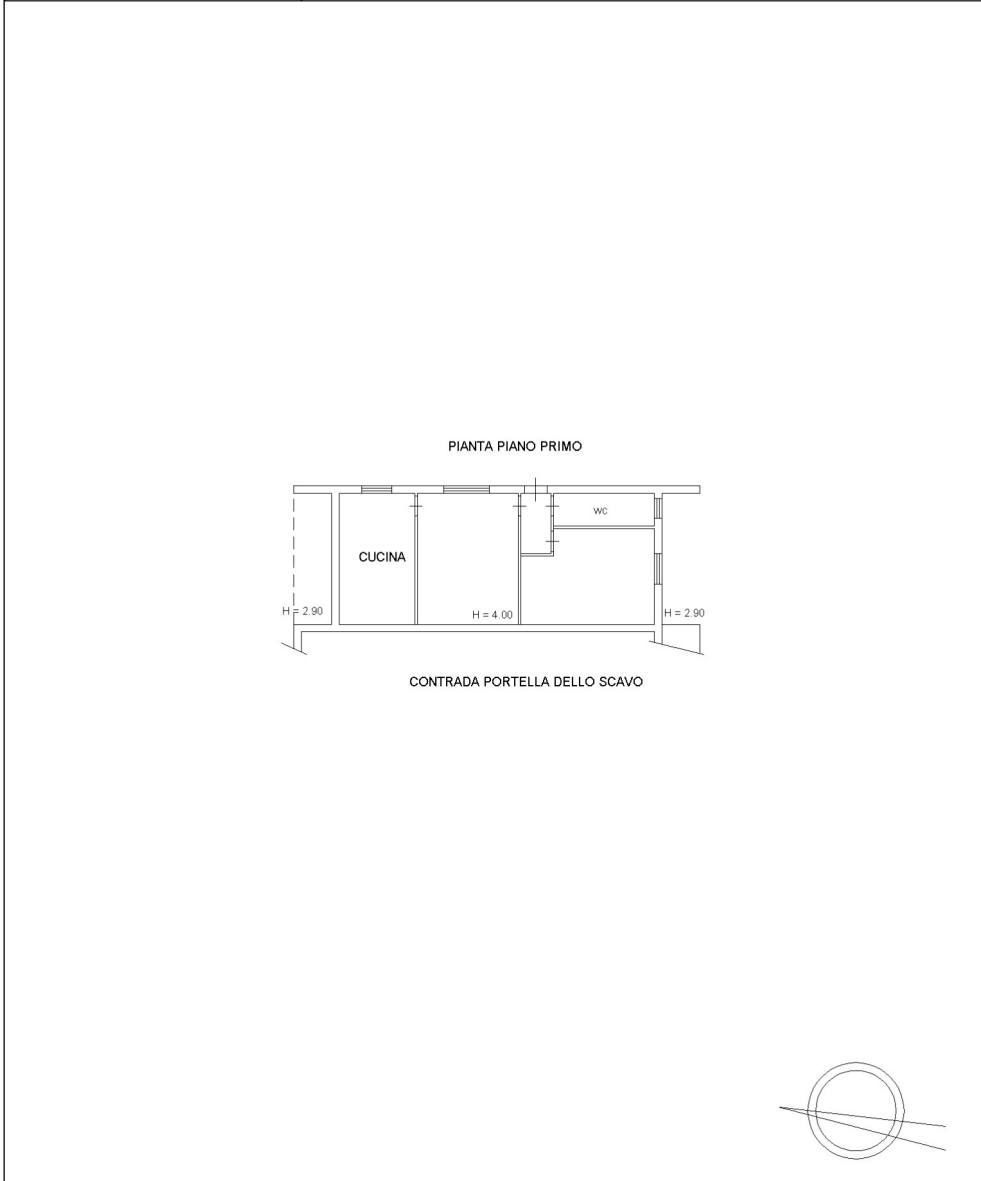 PIANTA PIANO PRIMO
WC
CUCINA
H = 2.90
H = 4.00
H = 2.90
CONTRADA PORTELLA DELLO SCAVO